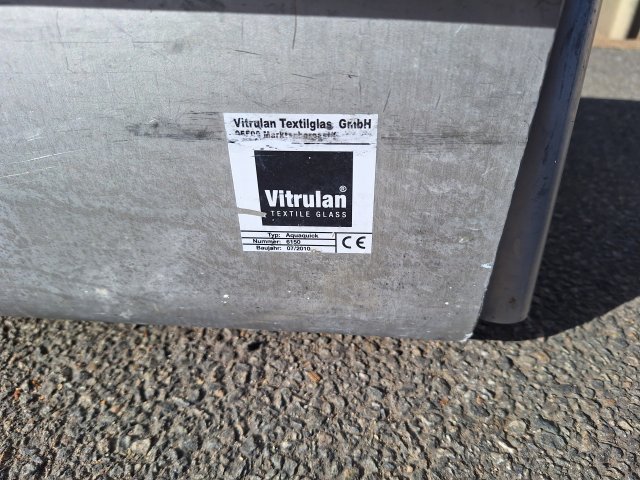 Vitrulan Textilglas GmbH
Vitrulan®
TEXTILE GLASS
Typ: Aquaquick
Nummer: 6150
Baujahr: 07/2010
CE